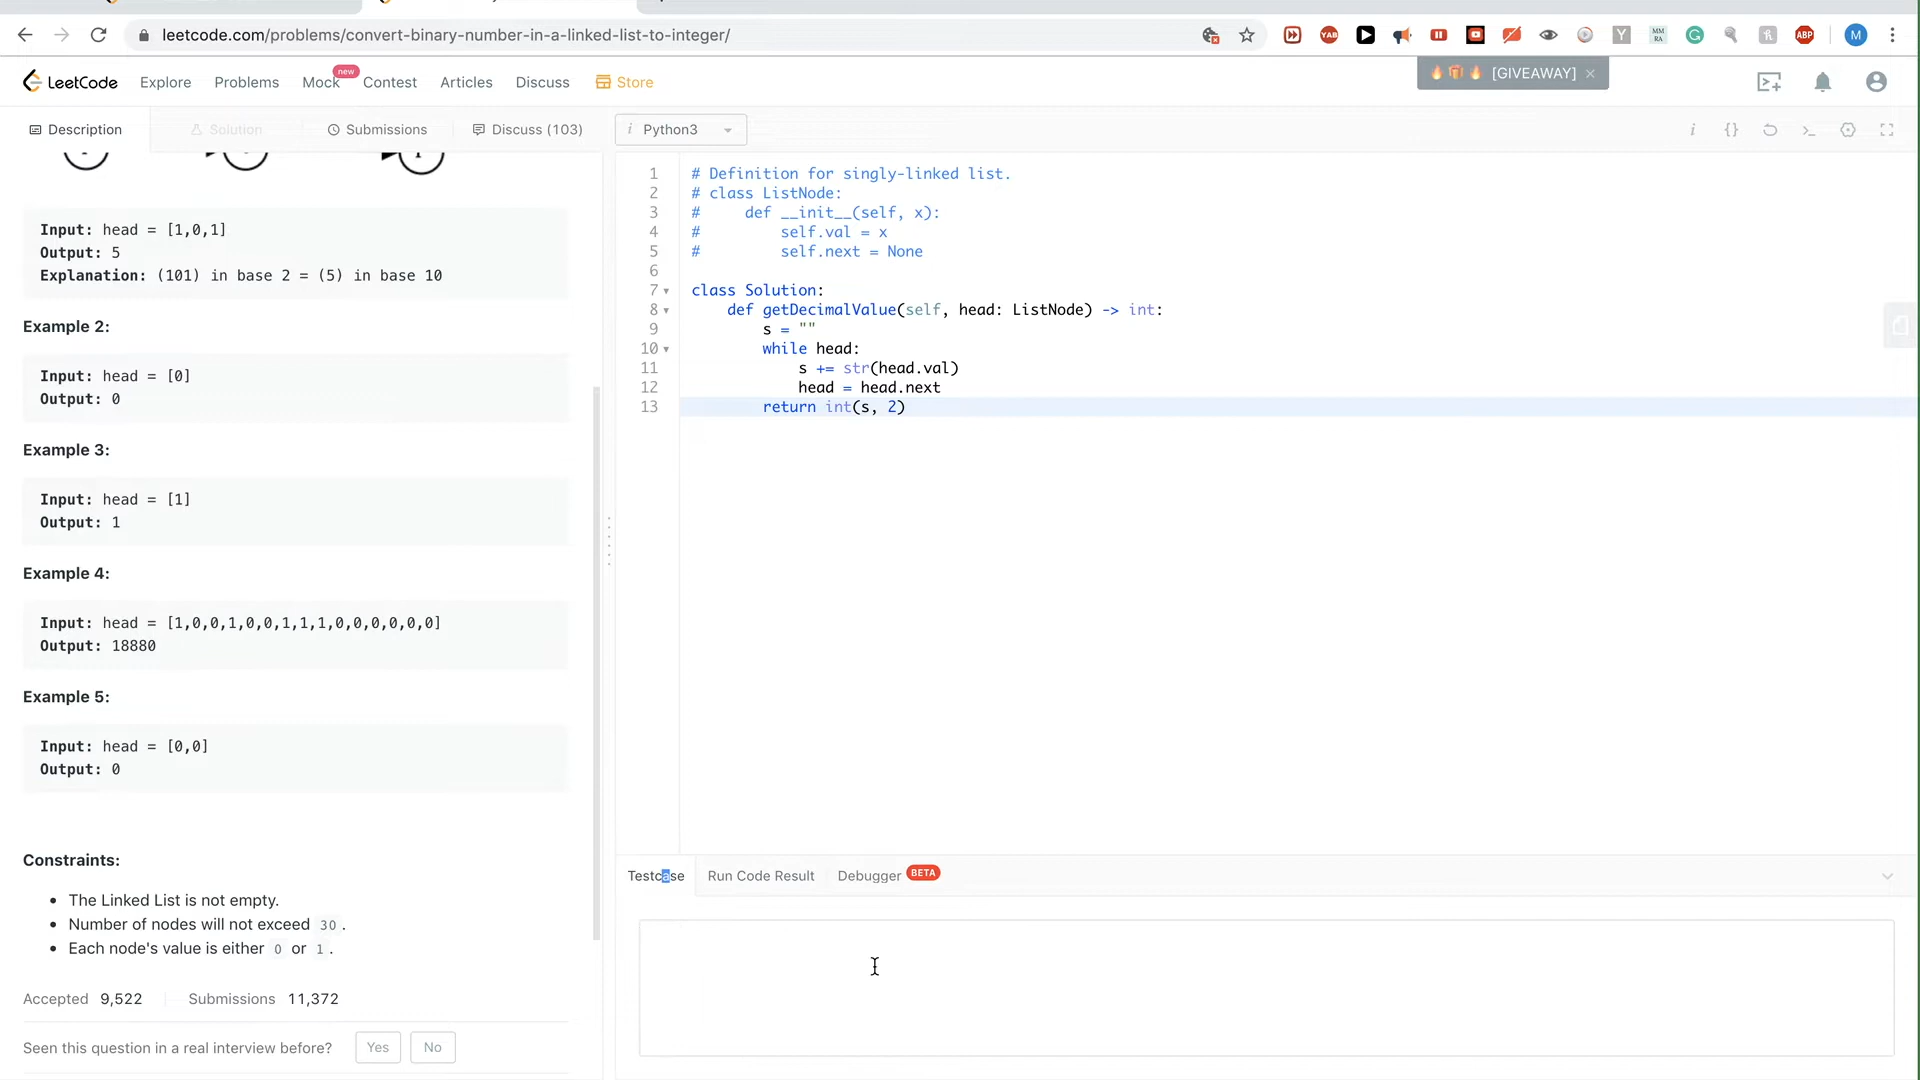 leetcode.com/problems/convert-binary-number-in-a-linked-list-to-integer/
YAB
MM
RA
ABP
M
LeetCode
Explore
Problems
Mock
new
Contest
Articles
Discuss
Store
🔥 🎁 🔥 [GIVEAWAY] ×
Description
Solution
Submissions
Discuss (103)
i Python3
Input: head = [1,0,1]
Output: 5
Explanation: (101) in base 2 = (5) in base 10
Example 2:
Input: head = [0]
Output: 0
Example 3:
Input: head = [1]
Output: 1
Example 4:
Input: head = [1,0,0,1,0,0,1,1,1,0,0,0,0,0,0]
Output: 18880
Example 5:
Input: head = [0,0]
Output: 0
Constraints:
• The Linked List is not empty.
• Number of nodes will not exceed 30.
• Each node's value is either 0 or 1.
Accepted 9,522
Submissions 11,372
Seen this question in a real interview before?
Yes
No
1 # Definition for singly-linked list.
2 # class ListNode:
3 #     def __init__(self, x):
4 #         self.val = x
5 #         self.next = None
6
7 class Solution:
8     def getDecimalValue(self, head: ListNode) -> int:
9         s = ""
10         while head:
11             s += str(head.val)
12             head = head.next
13         return int(s, 2)
Testcase
Run Code Result
Debugger
BETA